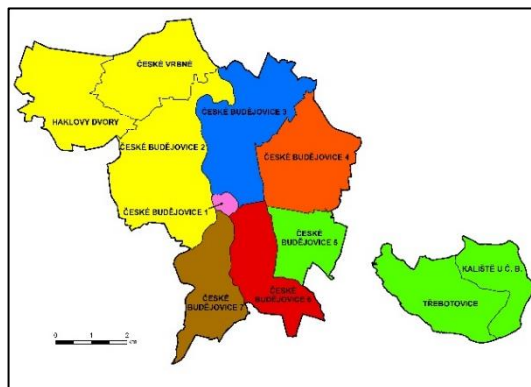 ČESKÉ VRBNÉ
HAKLOVY DVORY
ČESKÉ BUDĚJOVICE 3
ČESKÉ BUDĚJOVICE 2
ČESKÉ BUDĚJOVICE 4
ČESKÉ BUDĚJOVICE 1
ČESKÉ
BUDĚJOVICE 5
KALIŠTĚ U Č. B.
ČESKÉ
BUDĚJOVICE 7
ČESKÉ
BUDĚJOVICE 6
TŘEBOTOVICE
0 1 2